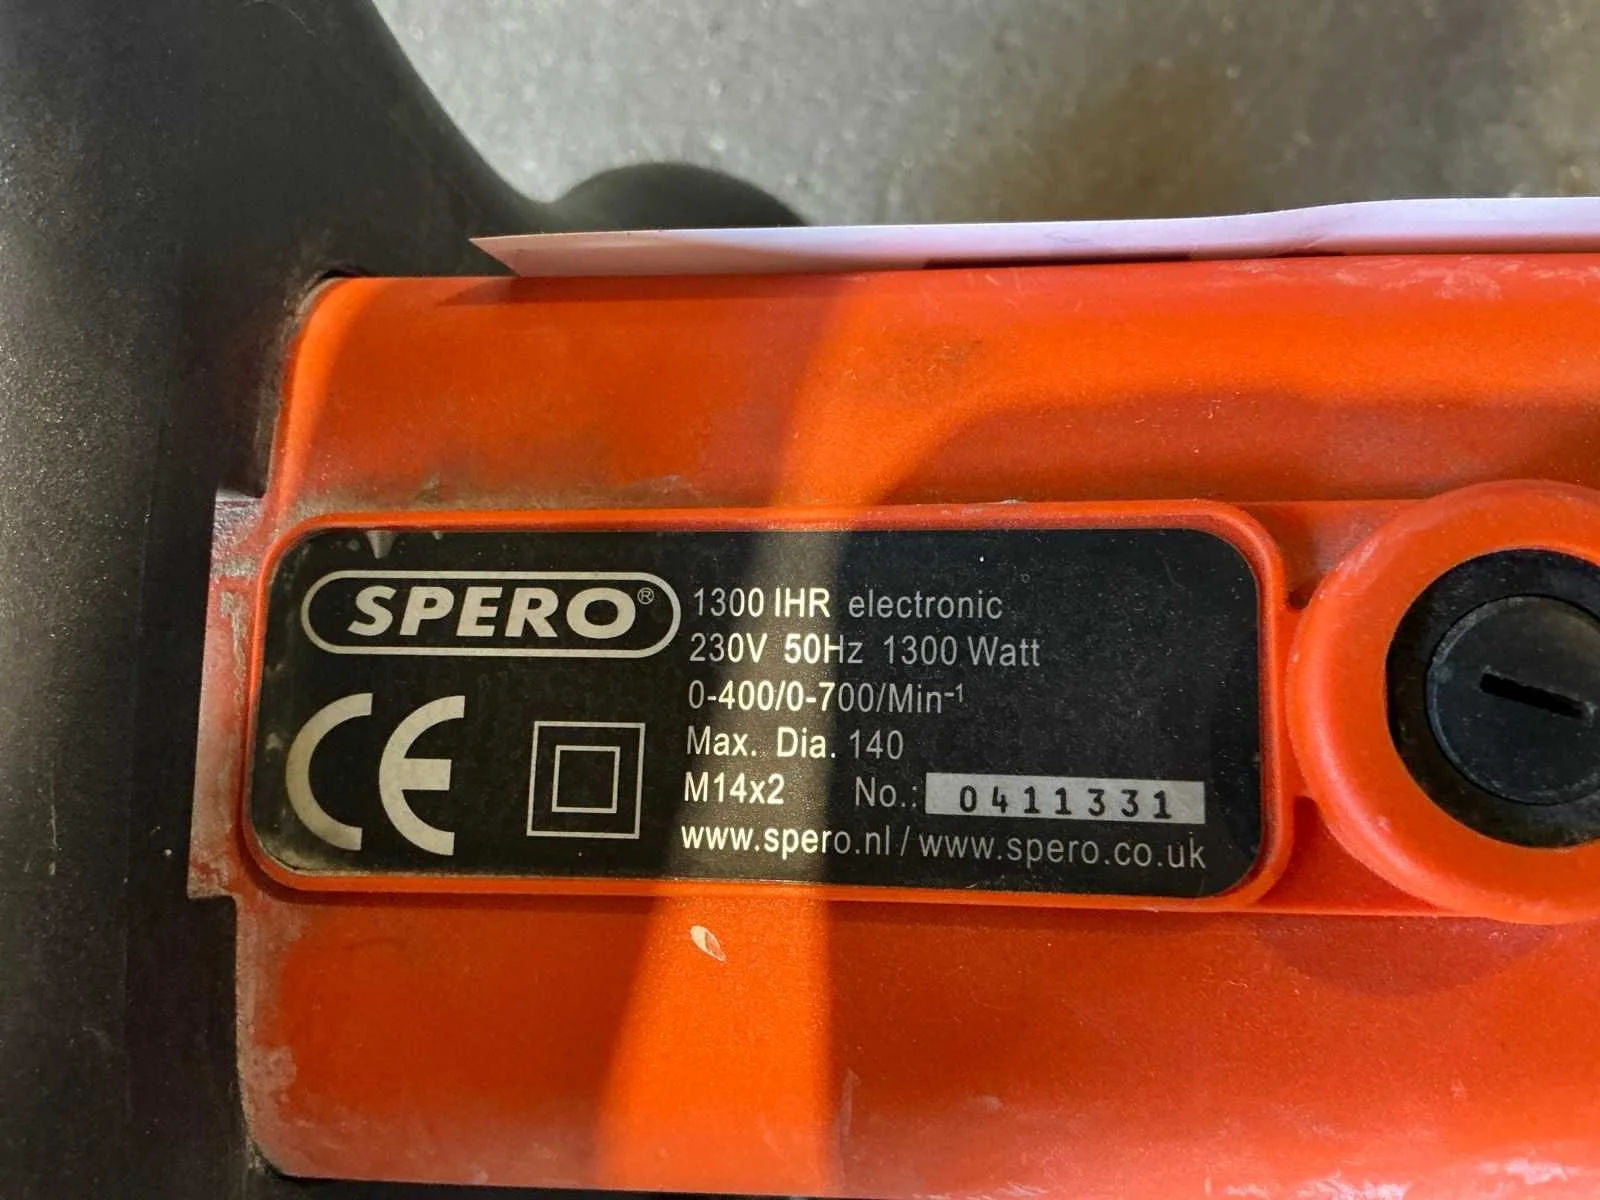 SPERO®
1300 IHR electronic
230V 50Hz 1300 Watt
0-400/0-700/Min⁻¹
Max. Dia. 140
M14x2 No.: 0411331
www.spero.nl / www.spero.co.uk
CE